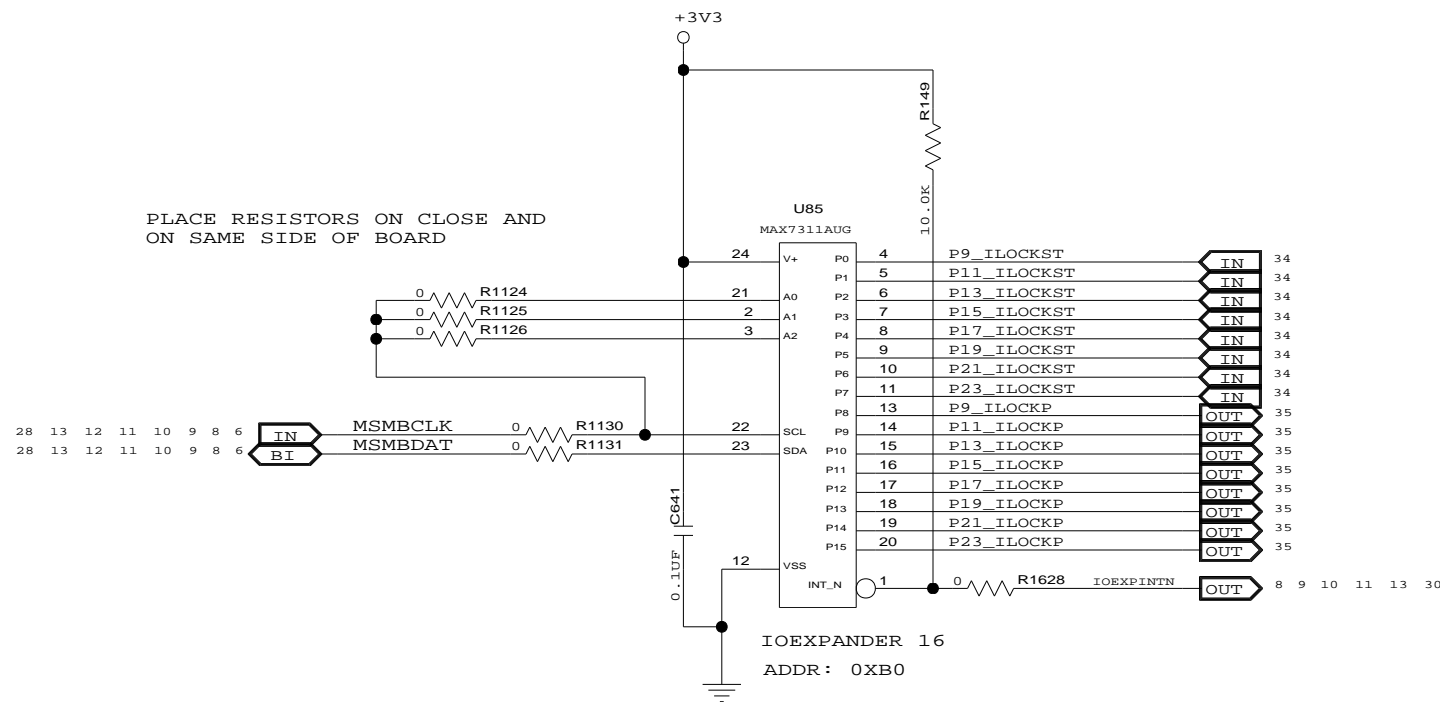 +3V3
R149
10.0K
PLACE RESISTORS ON CLOSE AND
ON SAME SIDE OF BOARD
U85
MAX7311AUG
24 V+ P0 4 P9_ILOCKST IN 34
P1 5 P11_ILOCKST IN 34
0 R1124 21 A0 P2 6 P13_ILOCKST IN 34
0 R1125 2 A1 P3 7 P15_ILOCKST IN 34
0 R1126 3 A2 P4 8 P17_ILOCKST IN 34
P5 9 P19_ILOCKST IN 34
P6 10 P21_ILOCKST IN 34
P7 11 P23_ILOCKST IN 34
P8 13 P9_ILOCKP OUT 35
28 13 12 11 10 9 8 6 IN MSMBCLK 0 R1130 22 SCL P9 14 P11_ILOCKP OUT 35
28 13 12 11 10 9 8 6 BI MSMBDAT 0 R1131 23 SDA P10 15 P13_ILOCKP OUT 35
P11 16 P15_ILOCKP OUT 35
P12 17 P17_ILOCKP OUT 35
P13 18 P19_ILOCKP OUT 35
P14 19 P21_ILOCKP OUT 35
P15 20 P23_ILOCKP OUT 35
C641
0.1UF
12 VSS
INT_N 1 0 R1628 IOEXPINTN OUT 8 9 10 11 13 30
IOEXPANDER 16
ADDR: 0XB0